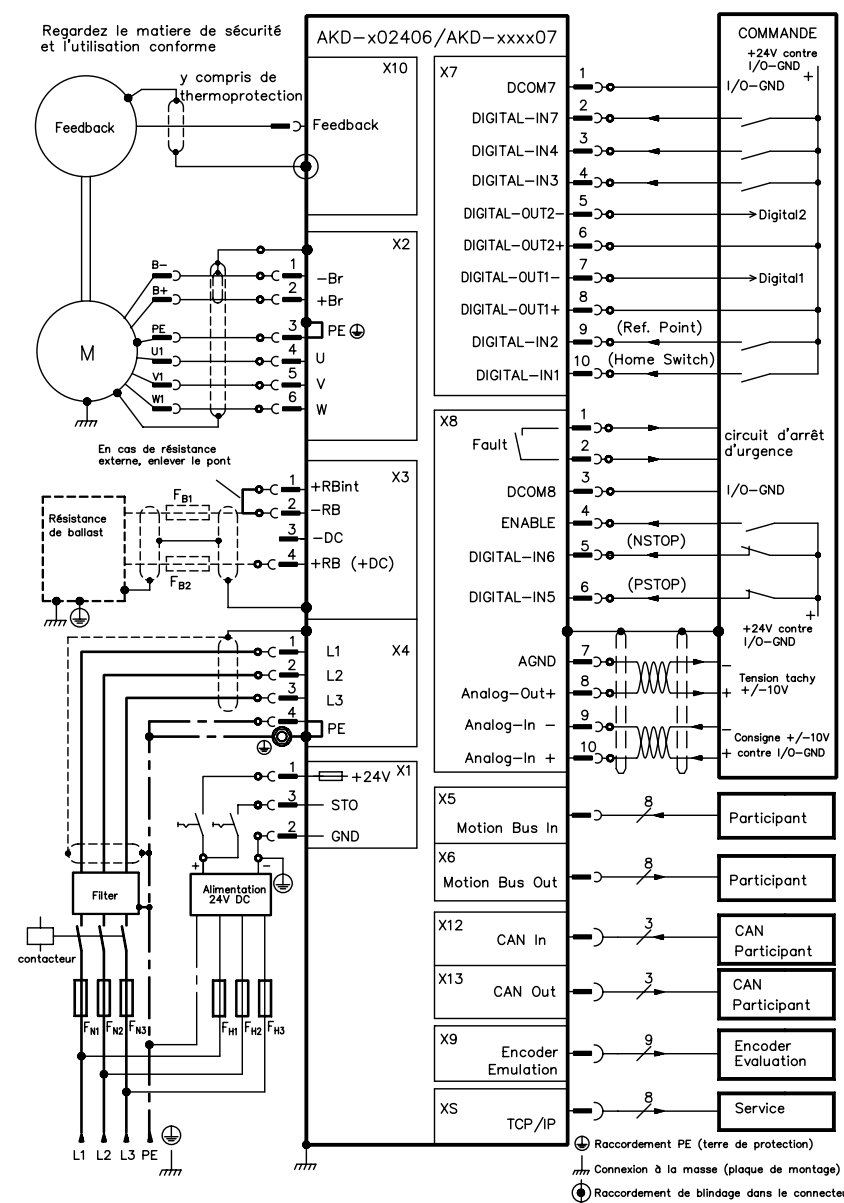 Regardez le matiere de sécurité
et l'utilisation conforme
AKD-x02406/AKD-xxxx07
COMMANDE
+24V contre
I/O-GND
+
X10
y compris de
thermoprotection
Feedback
Feedback
X7
DCOM7
1
I/O-GND
DIGITAL-IN7
2
DIGITAL-IN4
3
DIGITAL-IN3
4
DIGITAL-OUT2-
5
Digital2
DIGITAL-OUT2+
6
DIGITAL-OUT1-
7
Digital1
DIGITAL-OUT1+
8
DIGITAL-IN2
9
(Ref. Point)
DIGITAL-IN1
10
(Home Switch)
X2
B-
1
-Br
B+
2
+Br
PE
3
PE
M
U1
4
U
V1
5
V
W1
6
W
En cas de résistance
externe, enlever le pont
X8
Fault
1
2
circuit d'arrêt
d'urgence
DCOM8
3
I/O-GND
ENABLE
4
DIGITAL-IN6
5
(NSTOP)
DIGITAL-IN5
6
(PSTOP)
+
+24V contre
I/O-GND
AGND
7
-
Analog-Out+
8
+
Tension tachy
+/-10V
Analog-In -
9
-
Analog-In +
10
+
Consigne +/-10V
contre I/O-GND
X3
Résistance
de ballast
FB1
FB2
1
+RBint
2
-RB
3
-DC
4
+RB (+DC)
X4
1
L1
2
L2
3
L3
4
PE
X1
1
+24V
3
STO
2
GND
+
-
Filter
Alimentation
24V DC
contacteur
FN1
FN2
FN3
FH1
FH2
FH3
L1
L2
L3
PE
X5
Motion Bus In
8
Participant
X6
Motion Bus Out
8
Participant
X12
CAN In
3
CAN
Participant
X13
CAN Out
3
CAN
Participant
X9
Encoder
Emulation
9
Encoder
Evaluation
XS
TCP/IP
8
Service
Raccordement PE (terre de protection)
Connexion à la masse (plaque de montage)
Raccordement de blindage dans le connecteu